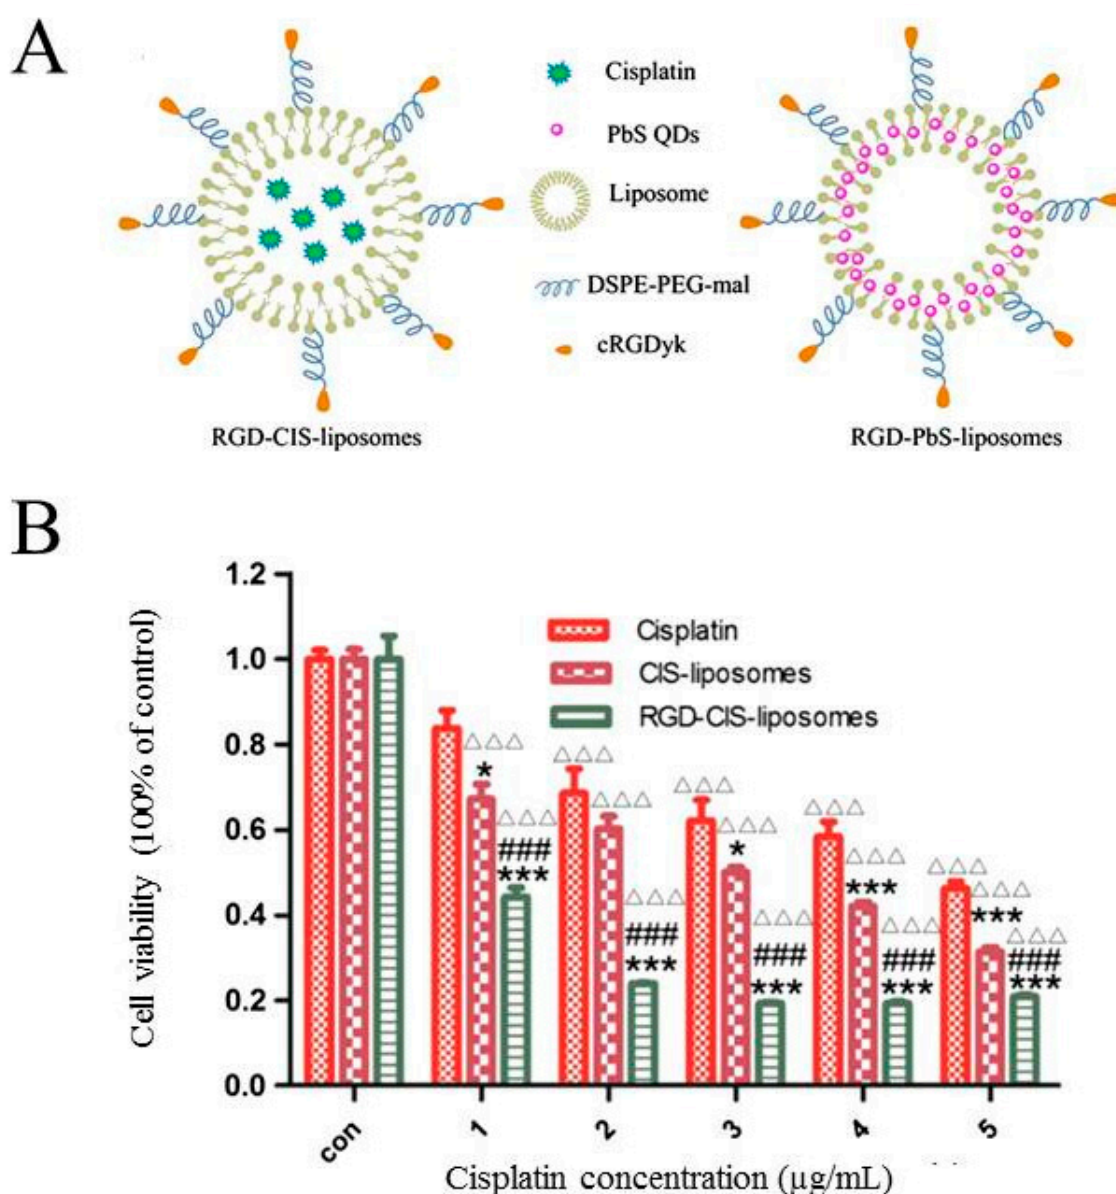 A
Cisplatin
PbS QDs
Liposome
DSPE-PEG-mal
cRGDyk
RGD-CIS-liposomes
RGD-PbS-liposomes
B
Cell viability (100% of control)
1.2
1.0
0.8
0.6
0.4
0.2
0.0
Cisplatin
CIS-liposomes
RGD-CIS-liposomes
△△△
*
△△△
###
***
△△△
△△△
△△△
###
***
△△△
△△△
*
△△△
###
***
△△△
△△△
***
△△△
###
***
△△△
△△△
***
△△△
###
***
con
1
2
3
4
5
Cisplatin concentration (µg/mL)